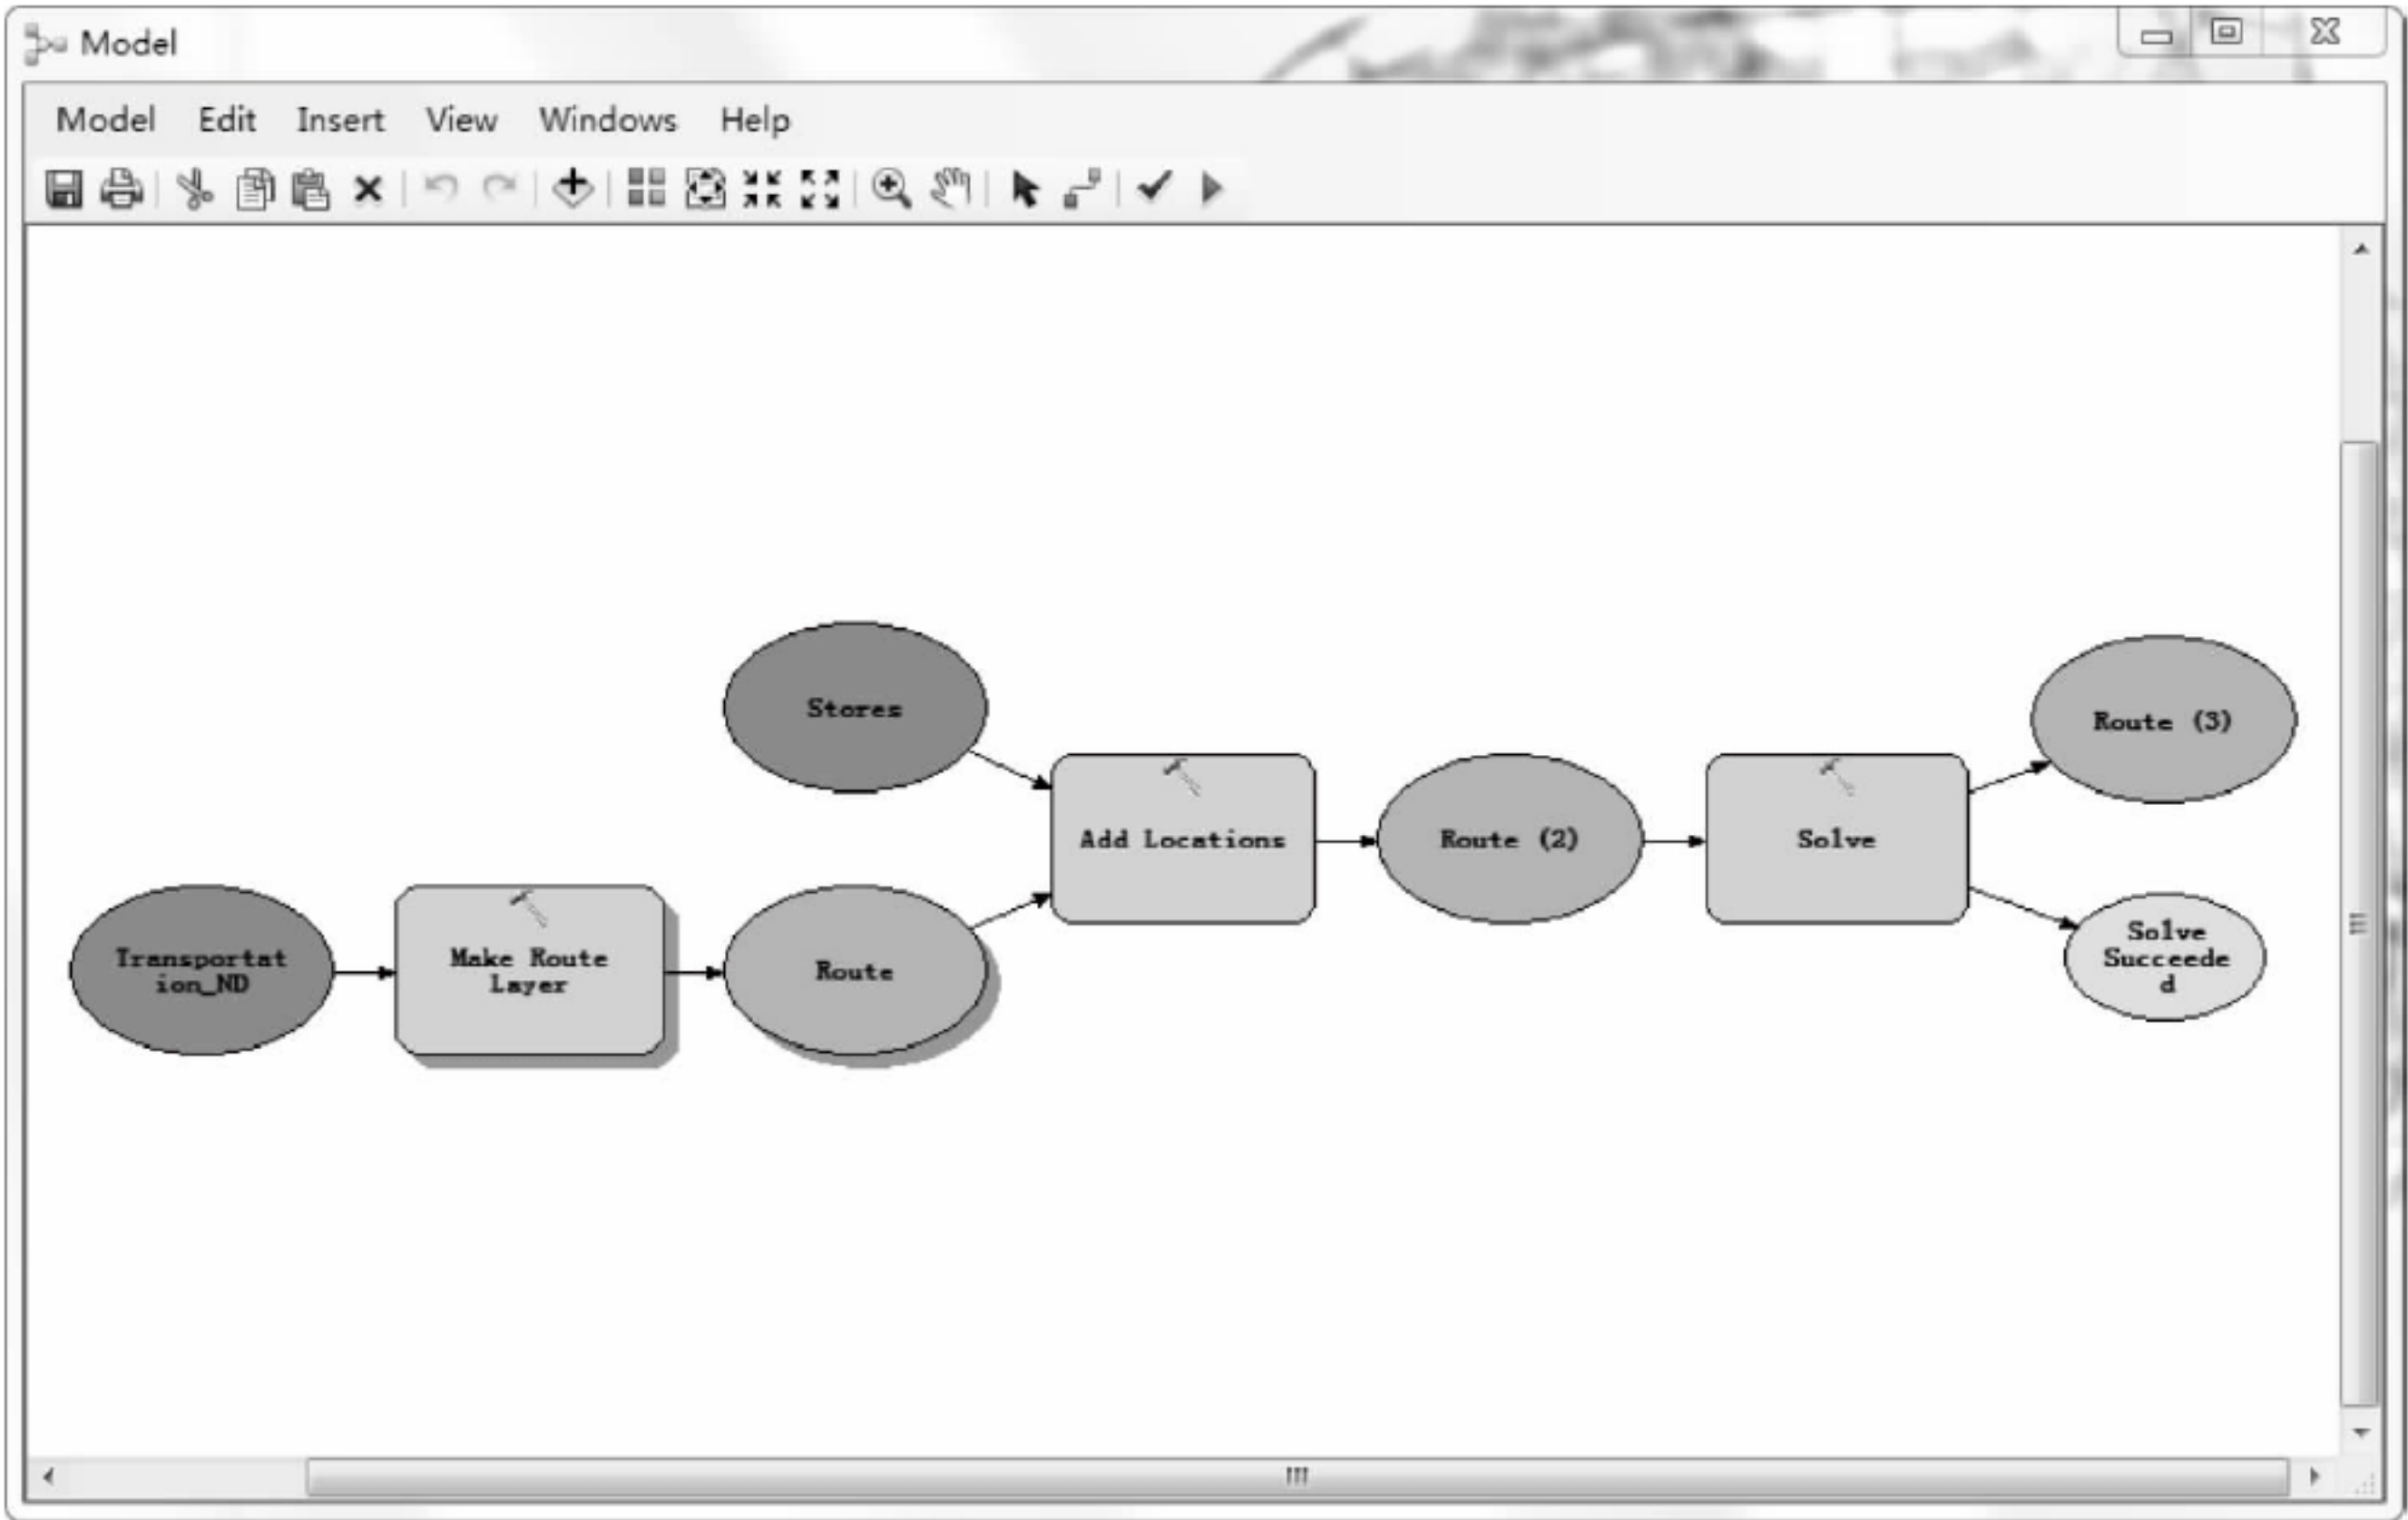 Model
Model Edit Insert View Windows Help
Stores
Route (3)
Add Locations
Route (2)
Solve
Transportat
ion_ND
Make Route
Layer
Route
Solve
Succeede
d